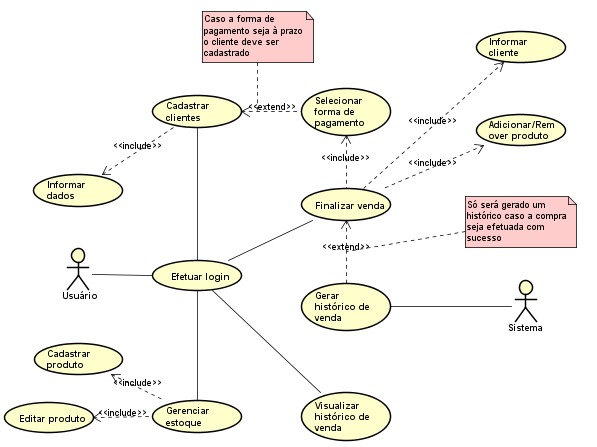 Caso a forma de
pagamento seja à prazo
o cliente deve ser
cadastrado
Informar
cliente
Cadastrar
clientes
<<extend>
Selecionar
forma de
pagamento
<<include>>
Adicionar/Rem
over produto
<<include>>
<<include>>
<<include>>
Informar
dados
Finalizar venda
Só será gerado um
histórico caso a compra
seja efetuada com
sucesso
<<extend>
Efetuar login
Usuário
Gerar
histórico de
venda
Sistema
Cadastrar
produto
<<include>>
Editar produto
<<include>>
Gerenciar
estoque
Visualizar
histórico de
venda